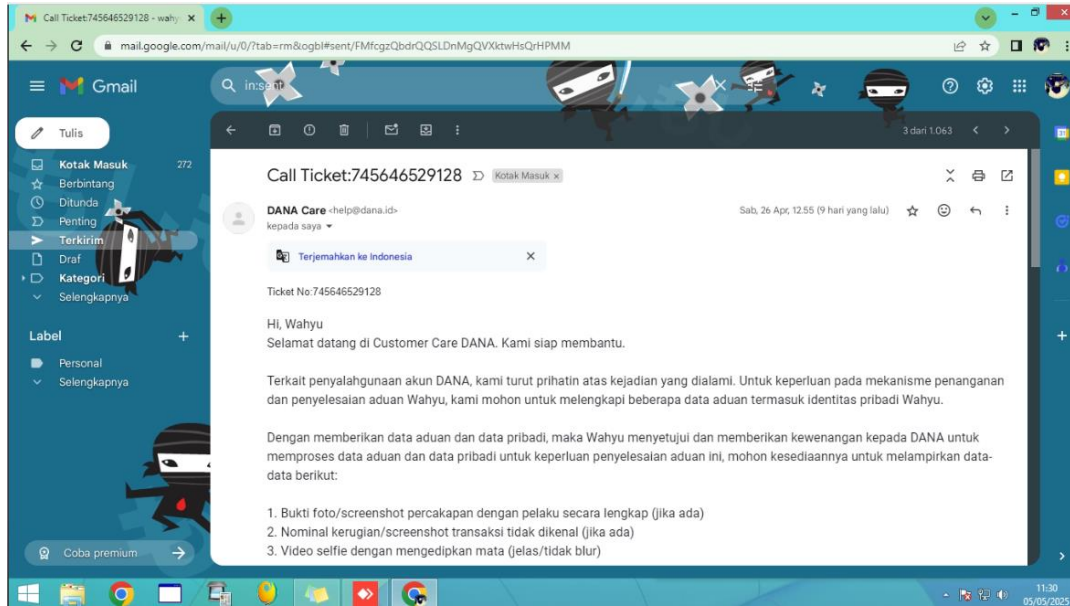 Call Ticket:745646529128 - wahy
mail.google.com/mail/u/0/?tab=rm&ogbl#sent/FMfcgzQbdrQQSLDnMgQVXktwHsQrHPMM
Gmail
in:sent
Tulis
3 dari 1.063
Kotak Masuk 272
Berbintang
Ditunda
Penting
Terkirim
Draf
Kategori
Selengkapnya
Label
Personal
Selengkapnya
Coba premium
Call Ticket:745646529128 Kotak Masuk
DANA Care <help@dana.id> Sab, 26 Apr, 12.55 (9 hari yang lalu)
kepada saya
Terjemahkan ke Indonesia
Ticket No:745646529128
Hi, Wahyu
Selamat datang di Customer Care DANA. Kami siap membantu.
Terkait penyalahgunaan akun DANA, kami turut prihatin atas kejadian yang dialami. Untuk keperluan pada mekanisme penanganan
dan penyelesaian aduan Wahyu, kami mohon untuk melengkapi beberapa data aduan termasuk identitas pribadi Wahyu.
Dengan memberikan data aduan dan data pribadi, maka Wahyu menyetujui dan memberikan kewenangan kepada DANA untuk
memproses data aduan dan data pribadi untuk keperluan penyelesaian aduan ini, mohon kesediaannya untuk melampirkan data-
data berikut:
1. Bukti foto/screenshot percakapan dengan pelaku secara lengkap (jika ada)
2. Nominal kerugian/screenshot transaksi tidak dikenal (jika ada)
3. Video selfie dengan mengedipkan mata (jelas/tidak blur)
11:30
05/05/2025